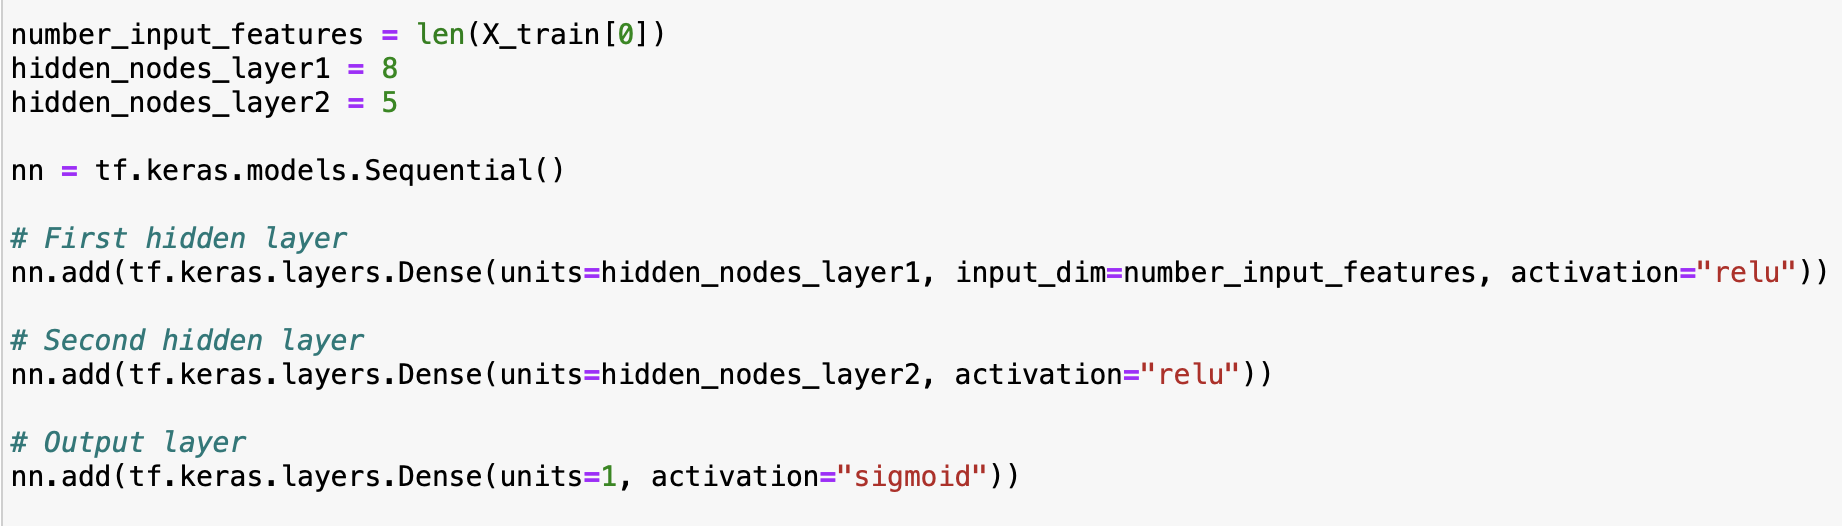 number_input_features = len(X_train[0])
hidden_nodes_layer1 = 8
hidden_nodes_layer2 = 5
nn = tf.keras.models.Sequential()
# First hidden layer
nn.add(tf.keras.layers.Dense(units=hidden_nodes_layer1, input_dim=number_input_features, activation="relu"))
# Second hidden layer
nn.add(tf.keras.layers.Dense(units=hidden_nodes_layer2, activation="relu"))
# Output layer
nn.add(tf.keras.layers.Dense(units=1, activation="sigmoid"))